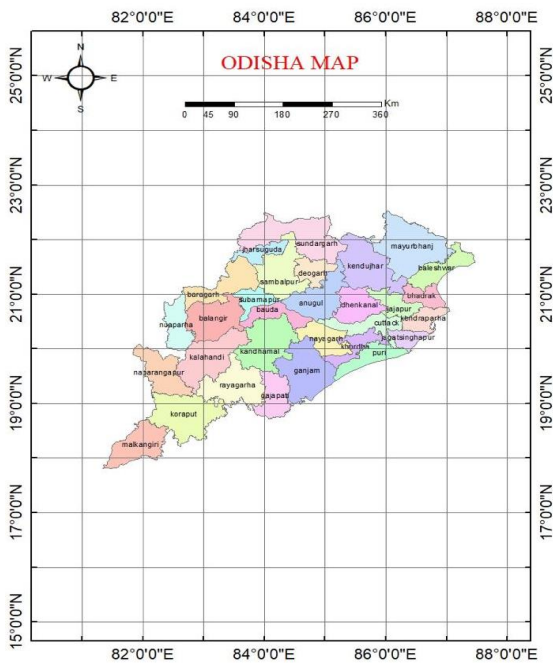 82°0'0"E 84°0'0"E 86°0'0"E 88°0'0"E
N
W E
S
ODISHA MAP
Km
0 45 90 180 270 360
25°0'0"N 25°0'0"N
23°0'0"N 23°0'0"N
21°0'0"N 21°0'0"N
19°0'0"N 19°0'0"N
17°0'0"N 17°0'0"N
15°0'0"N 15°0'0"N
sundargarh
jharsuguda
mayurbhanj
kendujhar
baleshwar
deogarh
sambalpur
baragarh
subarnapur
bhadrak
anugul
dhenkanal
jajapur
bauda
balangir
kendraparha
cuttack
nuaparha
jagatsinghapur
nayagarh
khordha
puri
kalahandi
kandhamal
ganjam
nabarangapur
rayagarha
gajapati
koraput
malkangiri
82°0'0"E 84°0'0"E 86°0'0"E 88°0'0"E